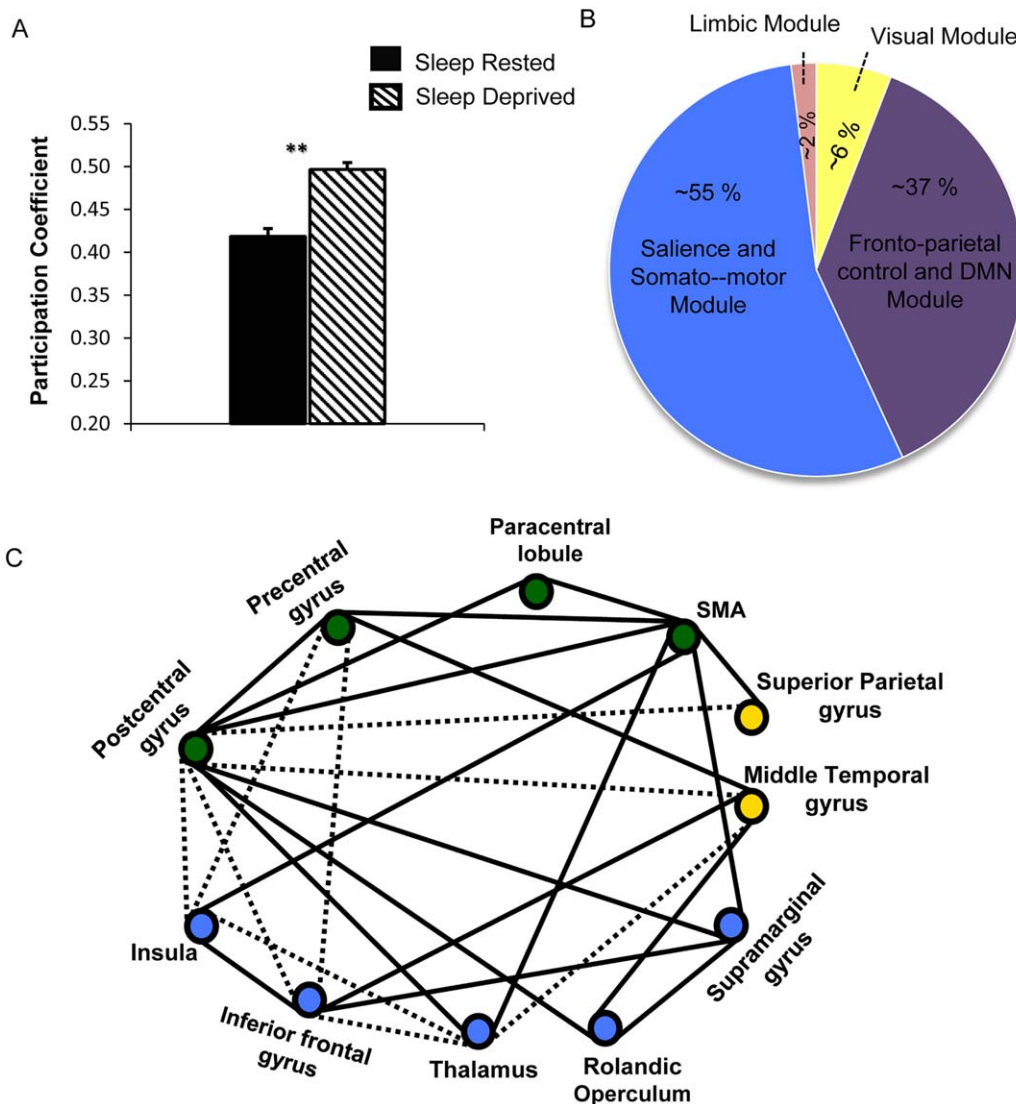 A
Sleep Rested
Sleep Deprived
Participation Coefficient
0.55
0.50
0.45
0.40
0.35
0.30
0.25
0.20
**
B
Limbic Module
Visual Module
~2 %
~6 %
~55 %
Salience and
Somato--motor
Module
~37 %
Fronto-parietal
control and DMN
Module
C
Paracentral
lobule
Precentral
gyrus
SMA
Postcentral
gyrus
Superior Parietal
gyrus
Middle Temporal
gyrus
Insula
Supramarginal
gyrus
Inferior frontal
gyrus
Thalamus
Rolandic
Operculum